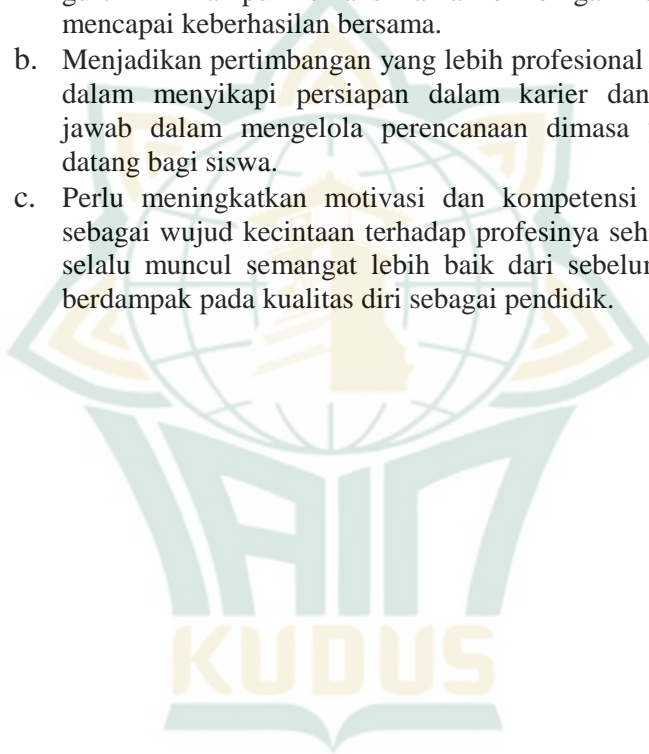 mencapai keberhasilan bersama.
b. Menjadikan pertimbangan yang lebih profesional
dalam menyikapi persiapan dalam karier dan
jawab dalam mengelola perencanaan dimasa
datang bagi siswa.
c. Perlu meningkatkan motivasi dan kompetensi
sebagai wujud kecintaan terhadap profesinya seh
selalu muncul semangat lebih baik dari sebelu
berdampak pada kualitas diri sebagai pendidik.
IAIN
KUDUS